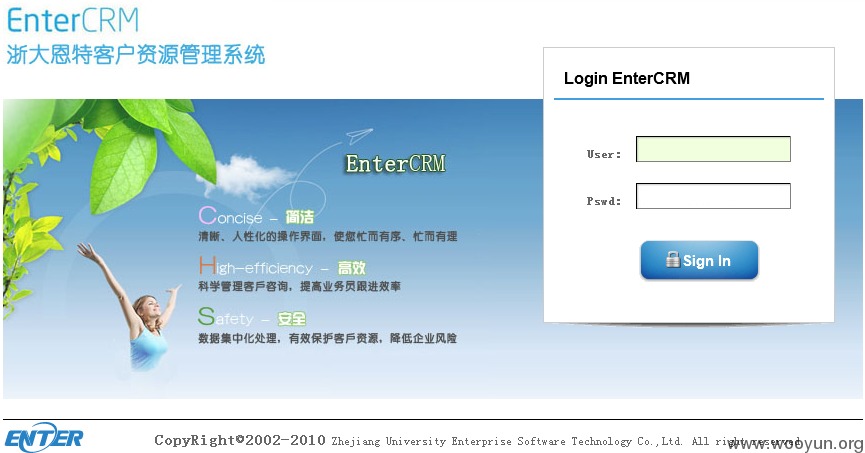 EnterCRM
浙大恩特客户资源管理系统
Login EnterCRM
User:
Pswd:
Sign In
EnterCRM
Concise - 简洁
清晰、人性化的操作界面，使您忙而有序、忙而有理
High-efficiency - 高效
科学管理客户咨询，提高业务员跟进效率
Safety - 安全
数据集中化处理，有效保护客户资源，降低企业风险
ENTER
CopyRight©2002-2010 Zhejiang University Enterprise Software Technology Co.,Ltd. All right reserved
www.wooyun.org